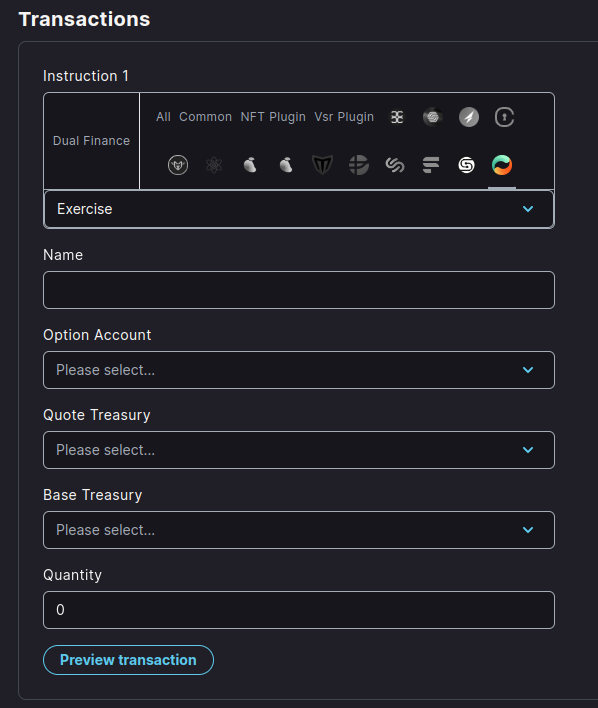 Transactions
Instruction 1
Dual Finance
All Common NFT Plugin Vsr Plugin
Exercise
Name
Option Account
Please select...
Quote Treasury
Please select...
Base Treasury
Please select...
Quantity
0
Preview transaction